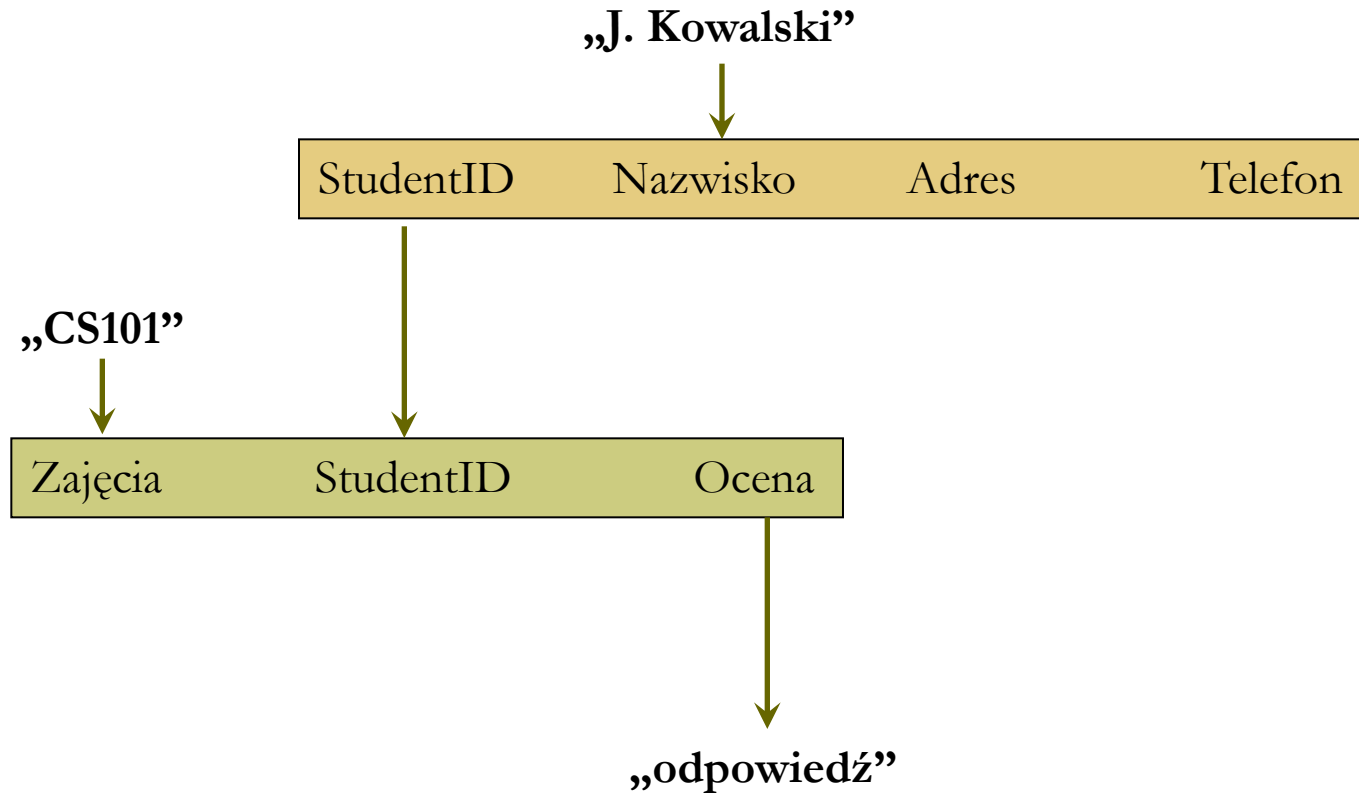 „J. Kowalski”
StudentID Nazwisko Adres Telefon
„CS101”
Zajęcia StudentID Ocena
„odpowiedź”